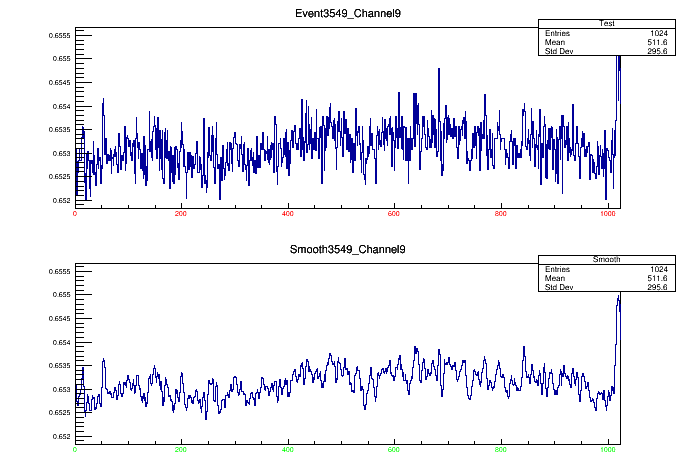 Event3549_Channel9
Test
Entries 1024
Mean 511.6
Std Dev 295.6
0.6555
0.655
0.6545
0.654
0.6535
0.653
0.6525
0.652
0 200 400 600 800 1000
Smooth3549_Channel9
Smooth
Entries 1024
Mean 511.6
Std Dev 295.6
0.6555
0.655
0.6545
0.654
0.6535
0.653
0.6525
0.652
0 200 400 600 800 1000